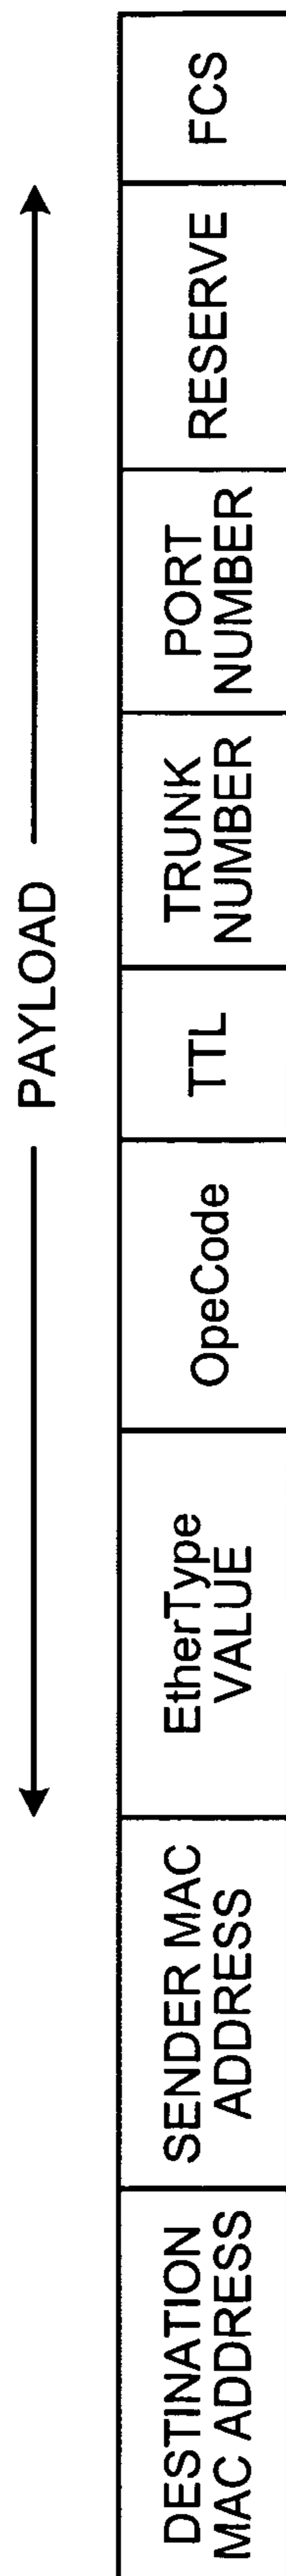 PAYLOAD
DESTINATION
MAC ADDRESS
SENDER MAC
ADDRESS
EtherType
VALUE
OpeCode
TTL
TRUNK
NUMBER
PORT
NUMBER
RESERVE
FCS